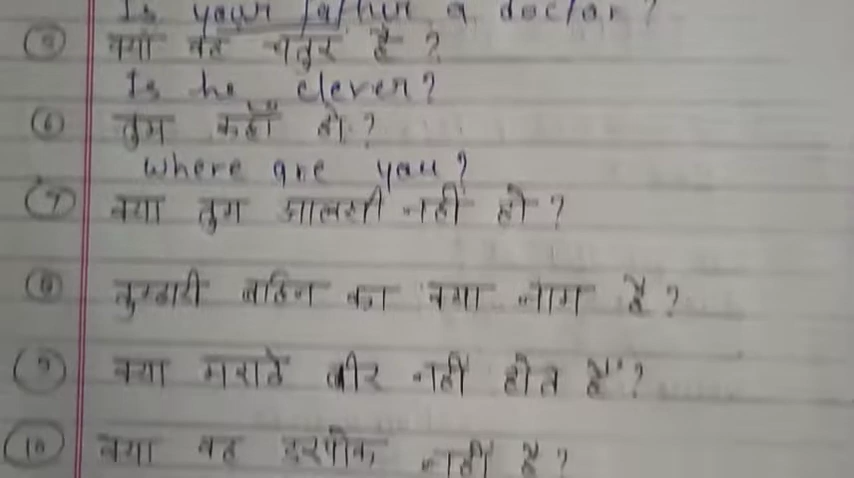 Is your father a doctor?
⑤ क्या वह चतुर है ?
Is he clever?
⑥ तुम कहाँ हो ?
Where are you?
⑦ क्या तुम आलसी नहीं हो ?
⑧ तुम्हारी बहिन का क्या नाम है ?
⑨ क्या मराठे वीर नहीं होते हैं ?
⑩ क्या वह डरपोक नहीं है ?